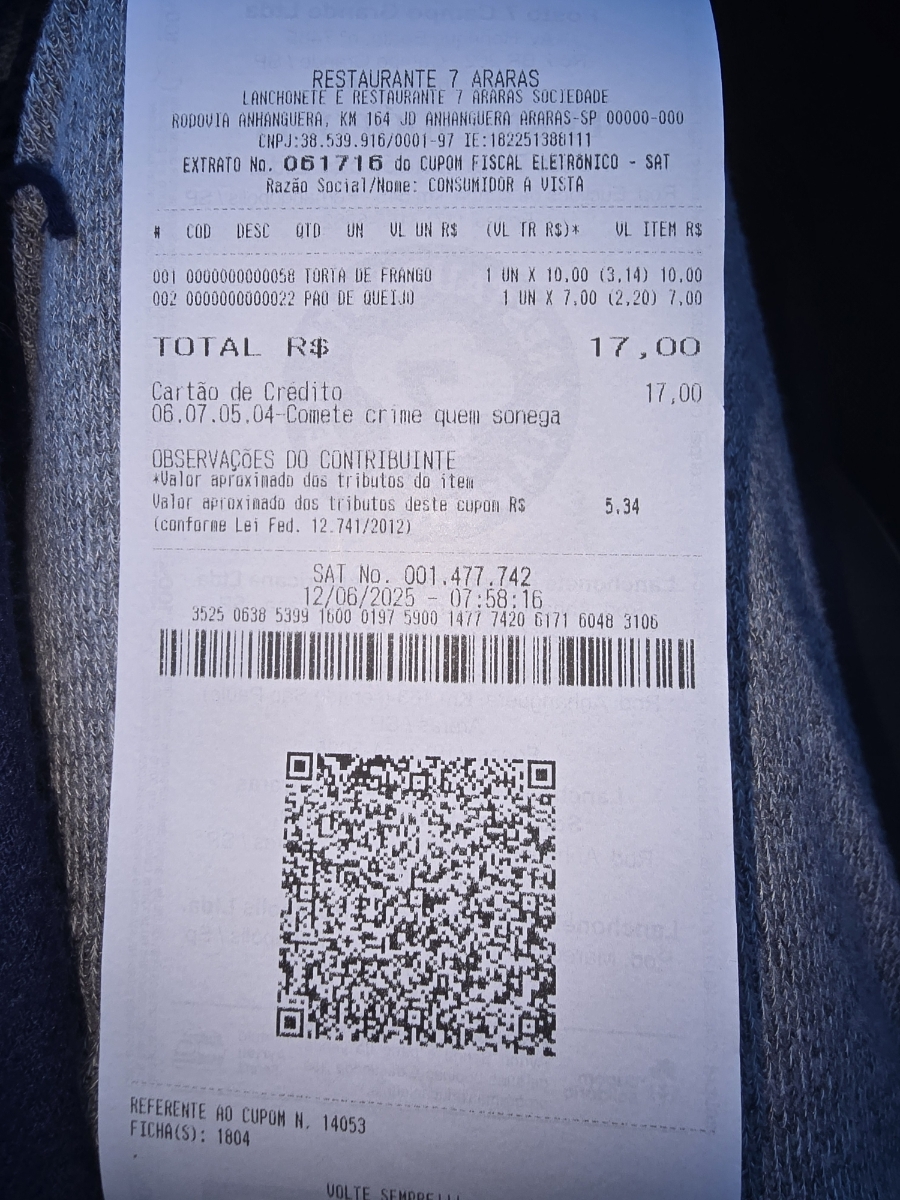 RESTAURANTE 7 ARARAS
LANCHONETE E RESTAURANTE 7 ARARAS SOCIEDADE
RODOVIA ANHANGUERA, KM 164 JD ANHANGUERA ARARAS-SP 00000-000
CNPJ:38.539.916/0001-97 IE:182251386111
EXTRATO No. 061716 do CUPOM FISCAL ELETRôNICO - SAT
Razão Social/Nome: CONSUMIDOR A VISTA
# COD DESC QTD UN VL UN R$ (VL TR R$)* VL ITEM R$
001 0000000000058 TORTA DE FRANGO 1 UN X 10,00 (3,14) 10,00
002 0000000000022 PAO DE QUEIJO 1 UN X 7,00 (2,20) 7,00
TOTAL R$ 17,00
Cartão de Crédito 17,00
06.07.05.04-Comete crime quem sonega
OBSERVAÇõES DO CONTRIBUINTE
*Valor aproximado dos tributos do item
Valor aproximado dos tributos deste cupom R$ 5,34
(conforme Lei Fed. 12.741/2012)
SAT No. 001.477.742
12/06/2025 - 07:58:16
3525 0638 5399 1600 0197 5900 1477 7420 6171 6048 3106
REFERENTE AO CUPOM N. 14053
FICHA(S): 1804
VOLTE SEMPRE!!